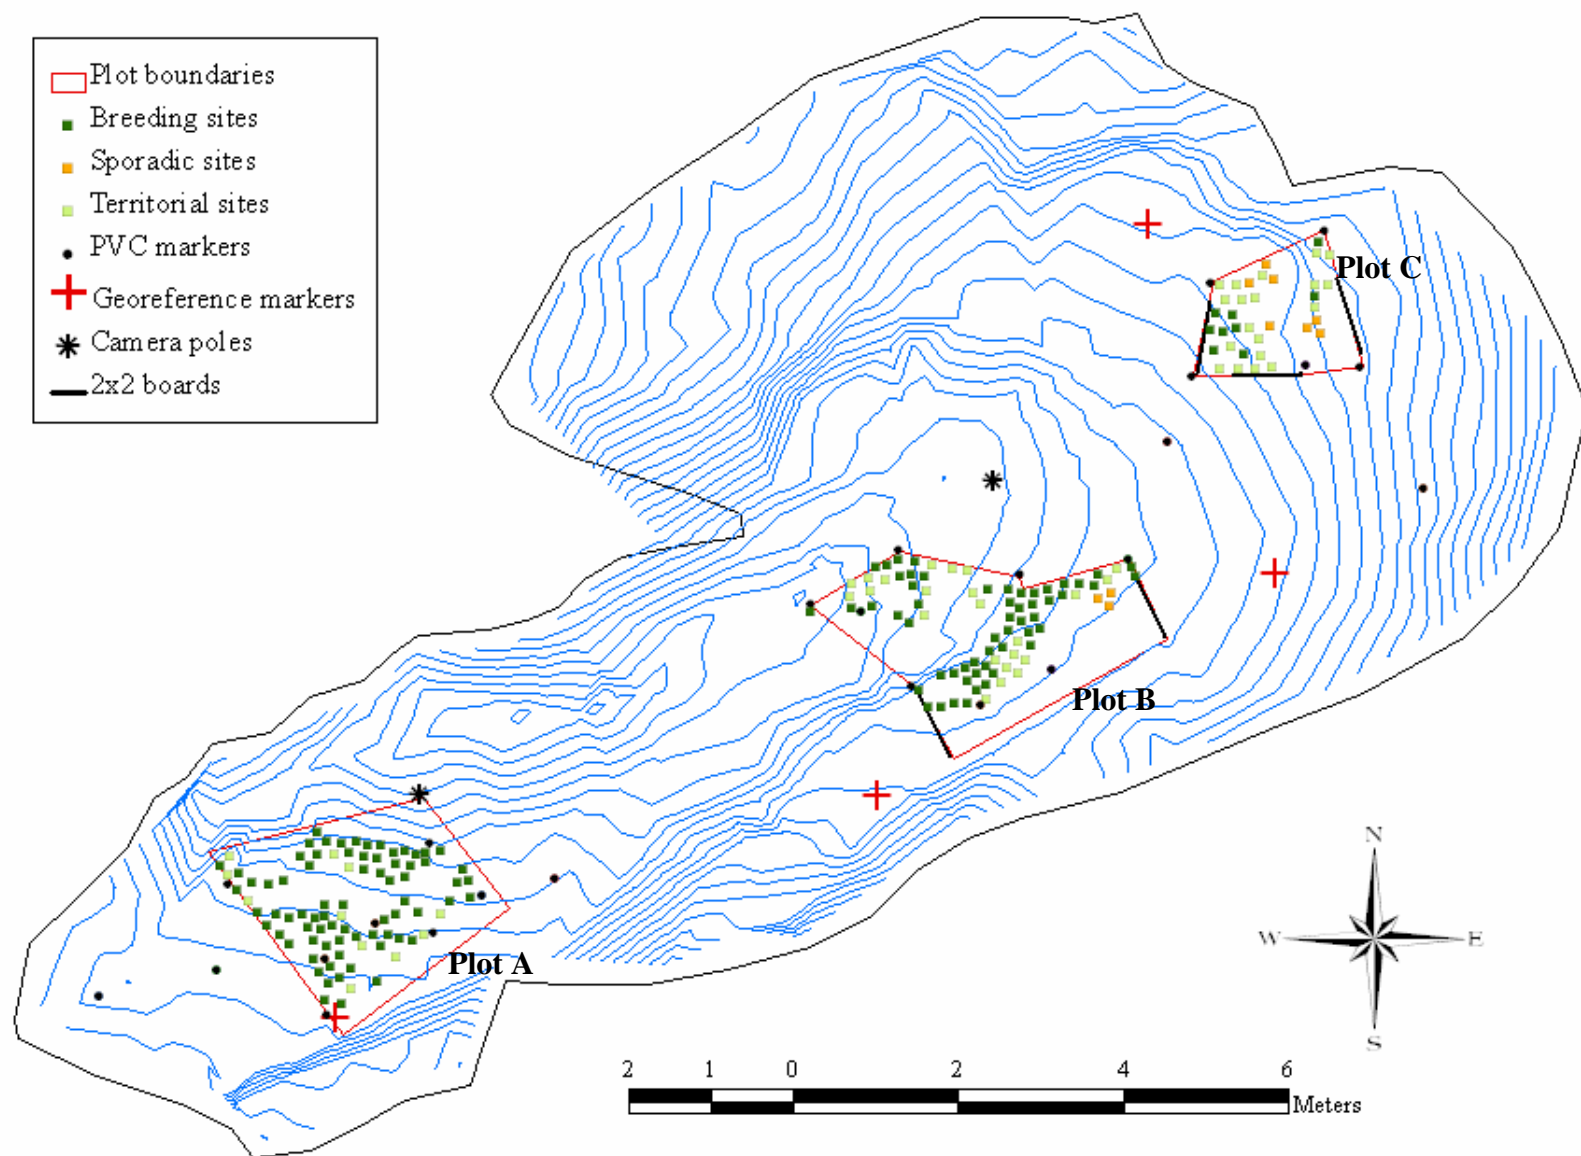 Plot boundaries
Breeding sites
Sporadic sites
Territorial sites
PVC markers
Georeference markers
Camera poles
2x2 boards
Plot C
Plot B
Plot A
N
W E
S
2 1 0 2 4 6
Meters